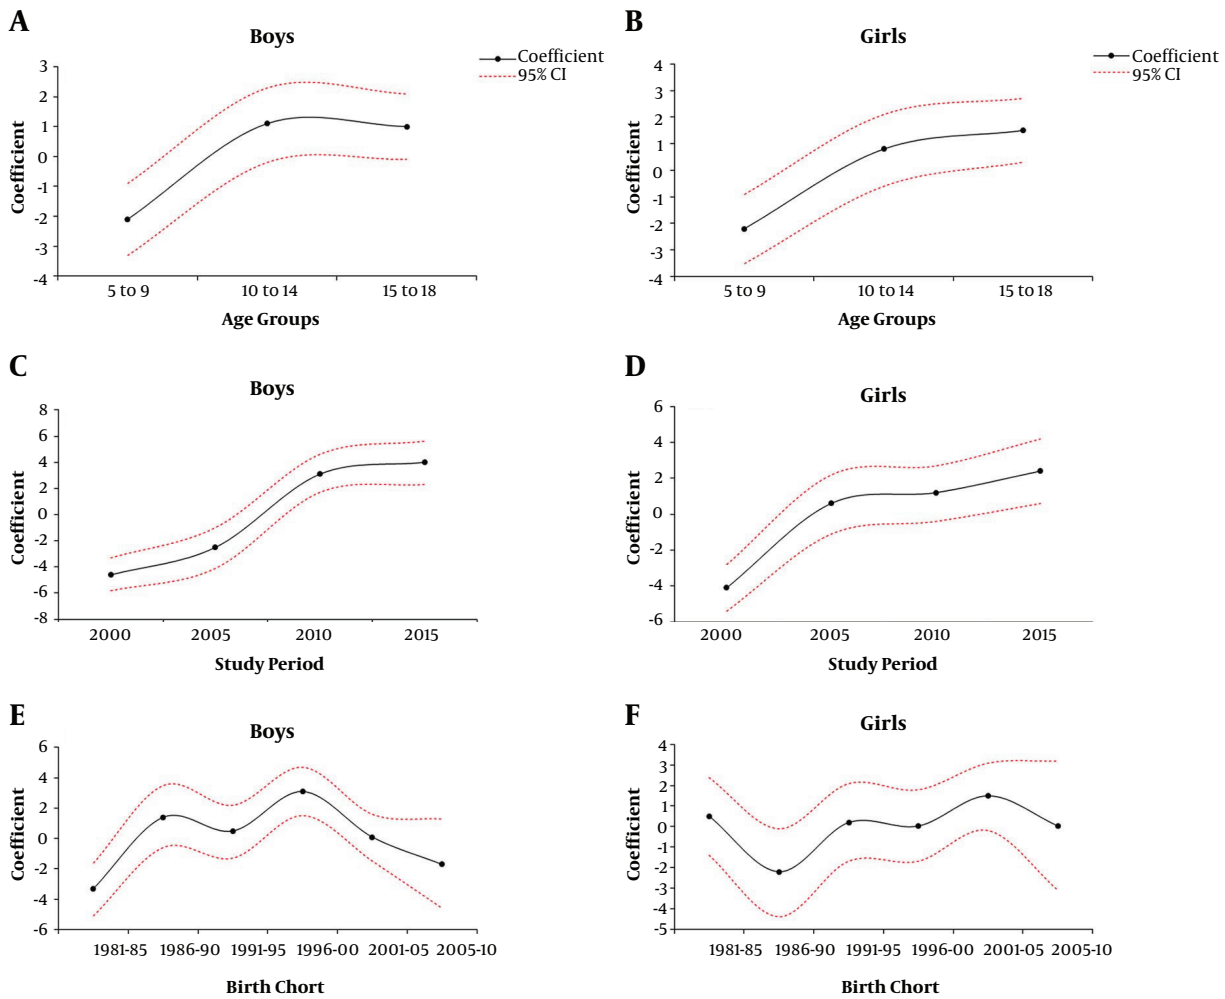 A
Boys
Coefficient
95% CI
3
2
1
0
-1
-2
-3
-4
Coefficient
5 to 9
10 to 14
15 to 18
Age Groups
B
Girls
Coefficient
95% CI
4
3
2
1
0
-1
-2
-3
-4
Coefficient
5 to 9
10 to 14
15 to 18
Age Groups
C
Boys
8
6
4
2
0
-2
-4
-6
-8
Coefficient
2000
2005
2010
2015
Study Period
D
Girls
6
4
2
0
-2
-4
-6
Coefficient
2000
2005
2010
2015
Study Period
E
Boys
6
4
2
0
-2
-4
-6
Coefficient
1981-85
1986-90
1991-95
1996-00
2001-05
2005-10
Birth Chort
F
Girls
4
3
2
1
0
-1
-2
-3
-4
-5
Coefficient
1981-85
1986-90
1991-95
1996-00
2001-05
2005-10
Birth Chort